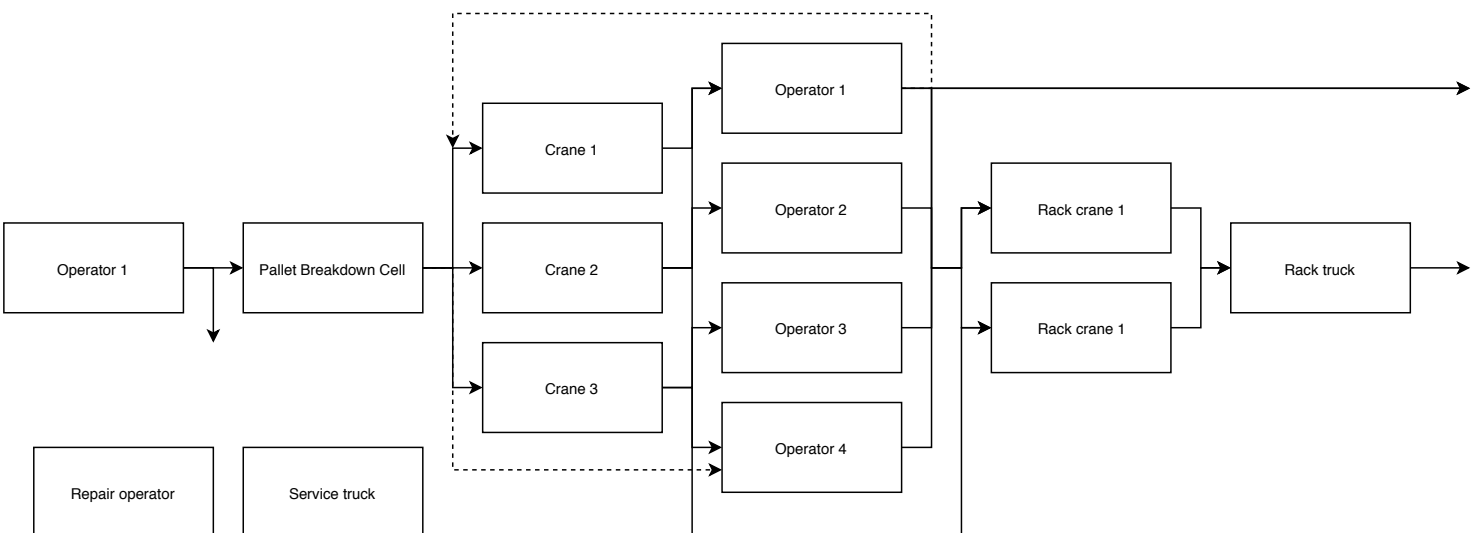 Operator 1
Pallet Breakdown Cell
Crane 1
Crane 2
Crane 3
Operator 1
Operator 2
Operator 3
Operator 4
Rack crane 1
Rack crane 1
Rack truck
Repair operator
Service truck